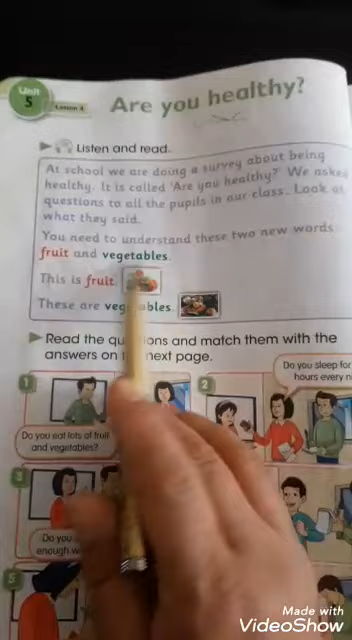 Unit
5
Lesson 4
Are you healthy?
Listen and read.
At school we are doing a survey about being
healthy. It is called 'Are you healthy?' We asked
questions to all the pupils in our class. Look at
what they said.
You need to understand these two new words
fruit and vegetables.
This is fruit
These are veg ables.
Read the qu ions and match them with the
answers on next page.
1
2
Do you sleep for
hours every n
Do you eat lots of fruit
and vegetables?
3
Do you
enough w
5
Made with
VideoShow